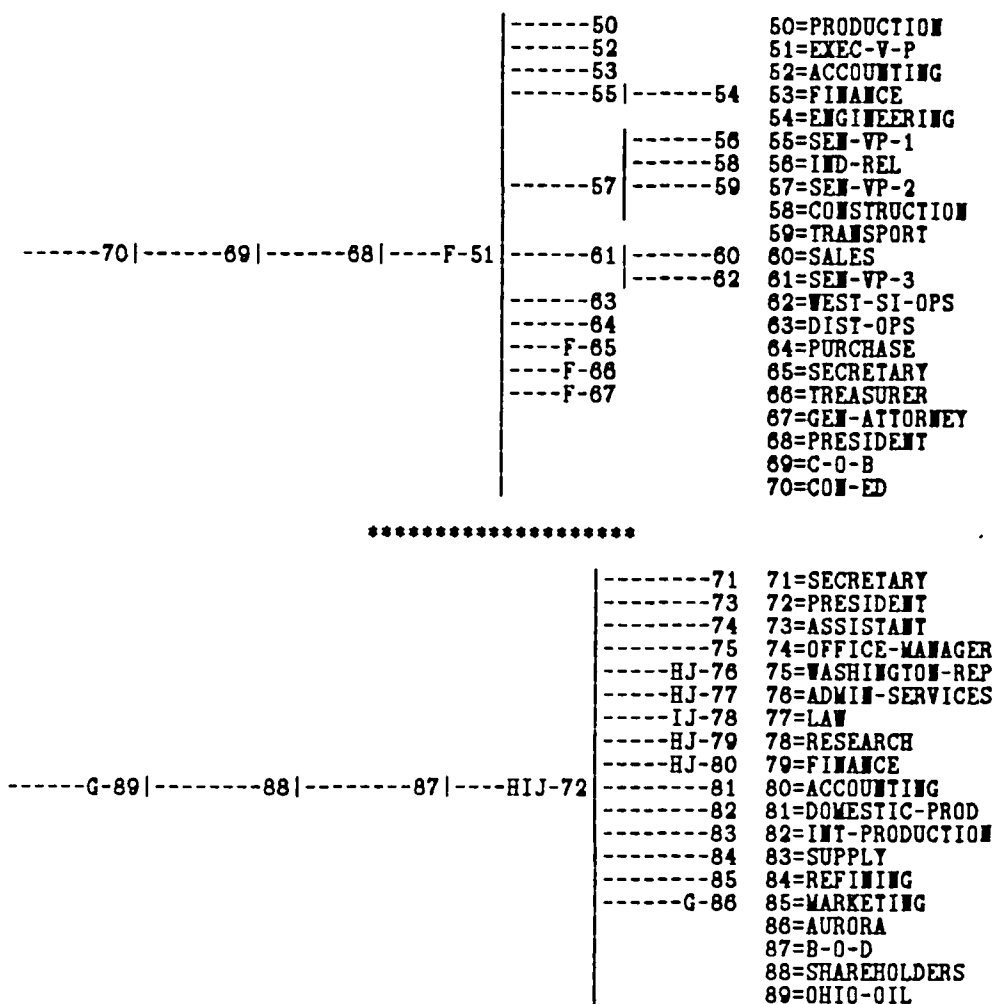 ------50 50=PRODUCTION
------52 51=EXEC-V-P
------53 52=ACCOUNTING
------55|------54 53=FINANCE
54=ENGINEERING
|------56 55=SEN-VP-1
|------58 56=IND-REL
------57|------59 57=SEN-VP-2
58=CONSTRUCTION
59=TRANSPORT
------70|------69|------68|----F-51|------61|------60 60=SALES
|------62 61=SEN-VP-3
------63 62=WEST-SI-OPS
------64 63=DIST-OPS
----F-65 64=PURCHASE
----F-66 65=SECRETARY
----F-67 66=TREASURER
67=GEN-ATTORNEY
68=PRESIDENT
69=C-O-B
70=CON-ED
********************
--------71 71=SECRETARY
--------73 72=PRESIDENT
--------74 73=ASSISTANT
--------75 74=OFFICE-MANAGER
-----HJ-76 75=WASHINGTON-REP
-----HJ-77 76=ADMIN-SERVICES
-----IJ-78 77=LAW
-----HJ-79 78=RESEARCH
-----HJ-80 79=FINANCE
------G-89|--------88|--------87|----HIJ-72|--------81 80=ACCOUNTING
--------82 81=DOMESTIC-PROD
--------83 82=INT-PRODUCTION
--------84 83=SUPPLY
--------85 84=REFINING
------G-86 85=MARKETING
86=AURORA
87=B-O-D
88=SHAREHOLDERS
89=OHIO-OIL